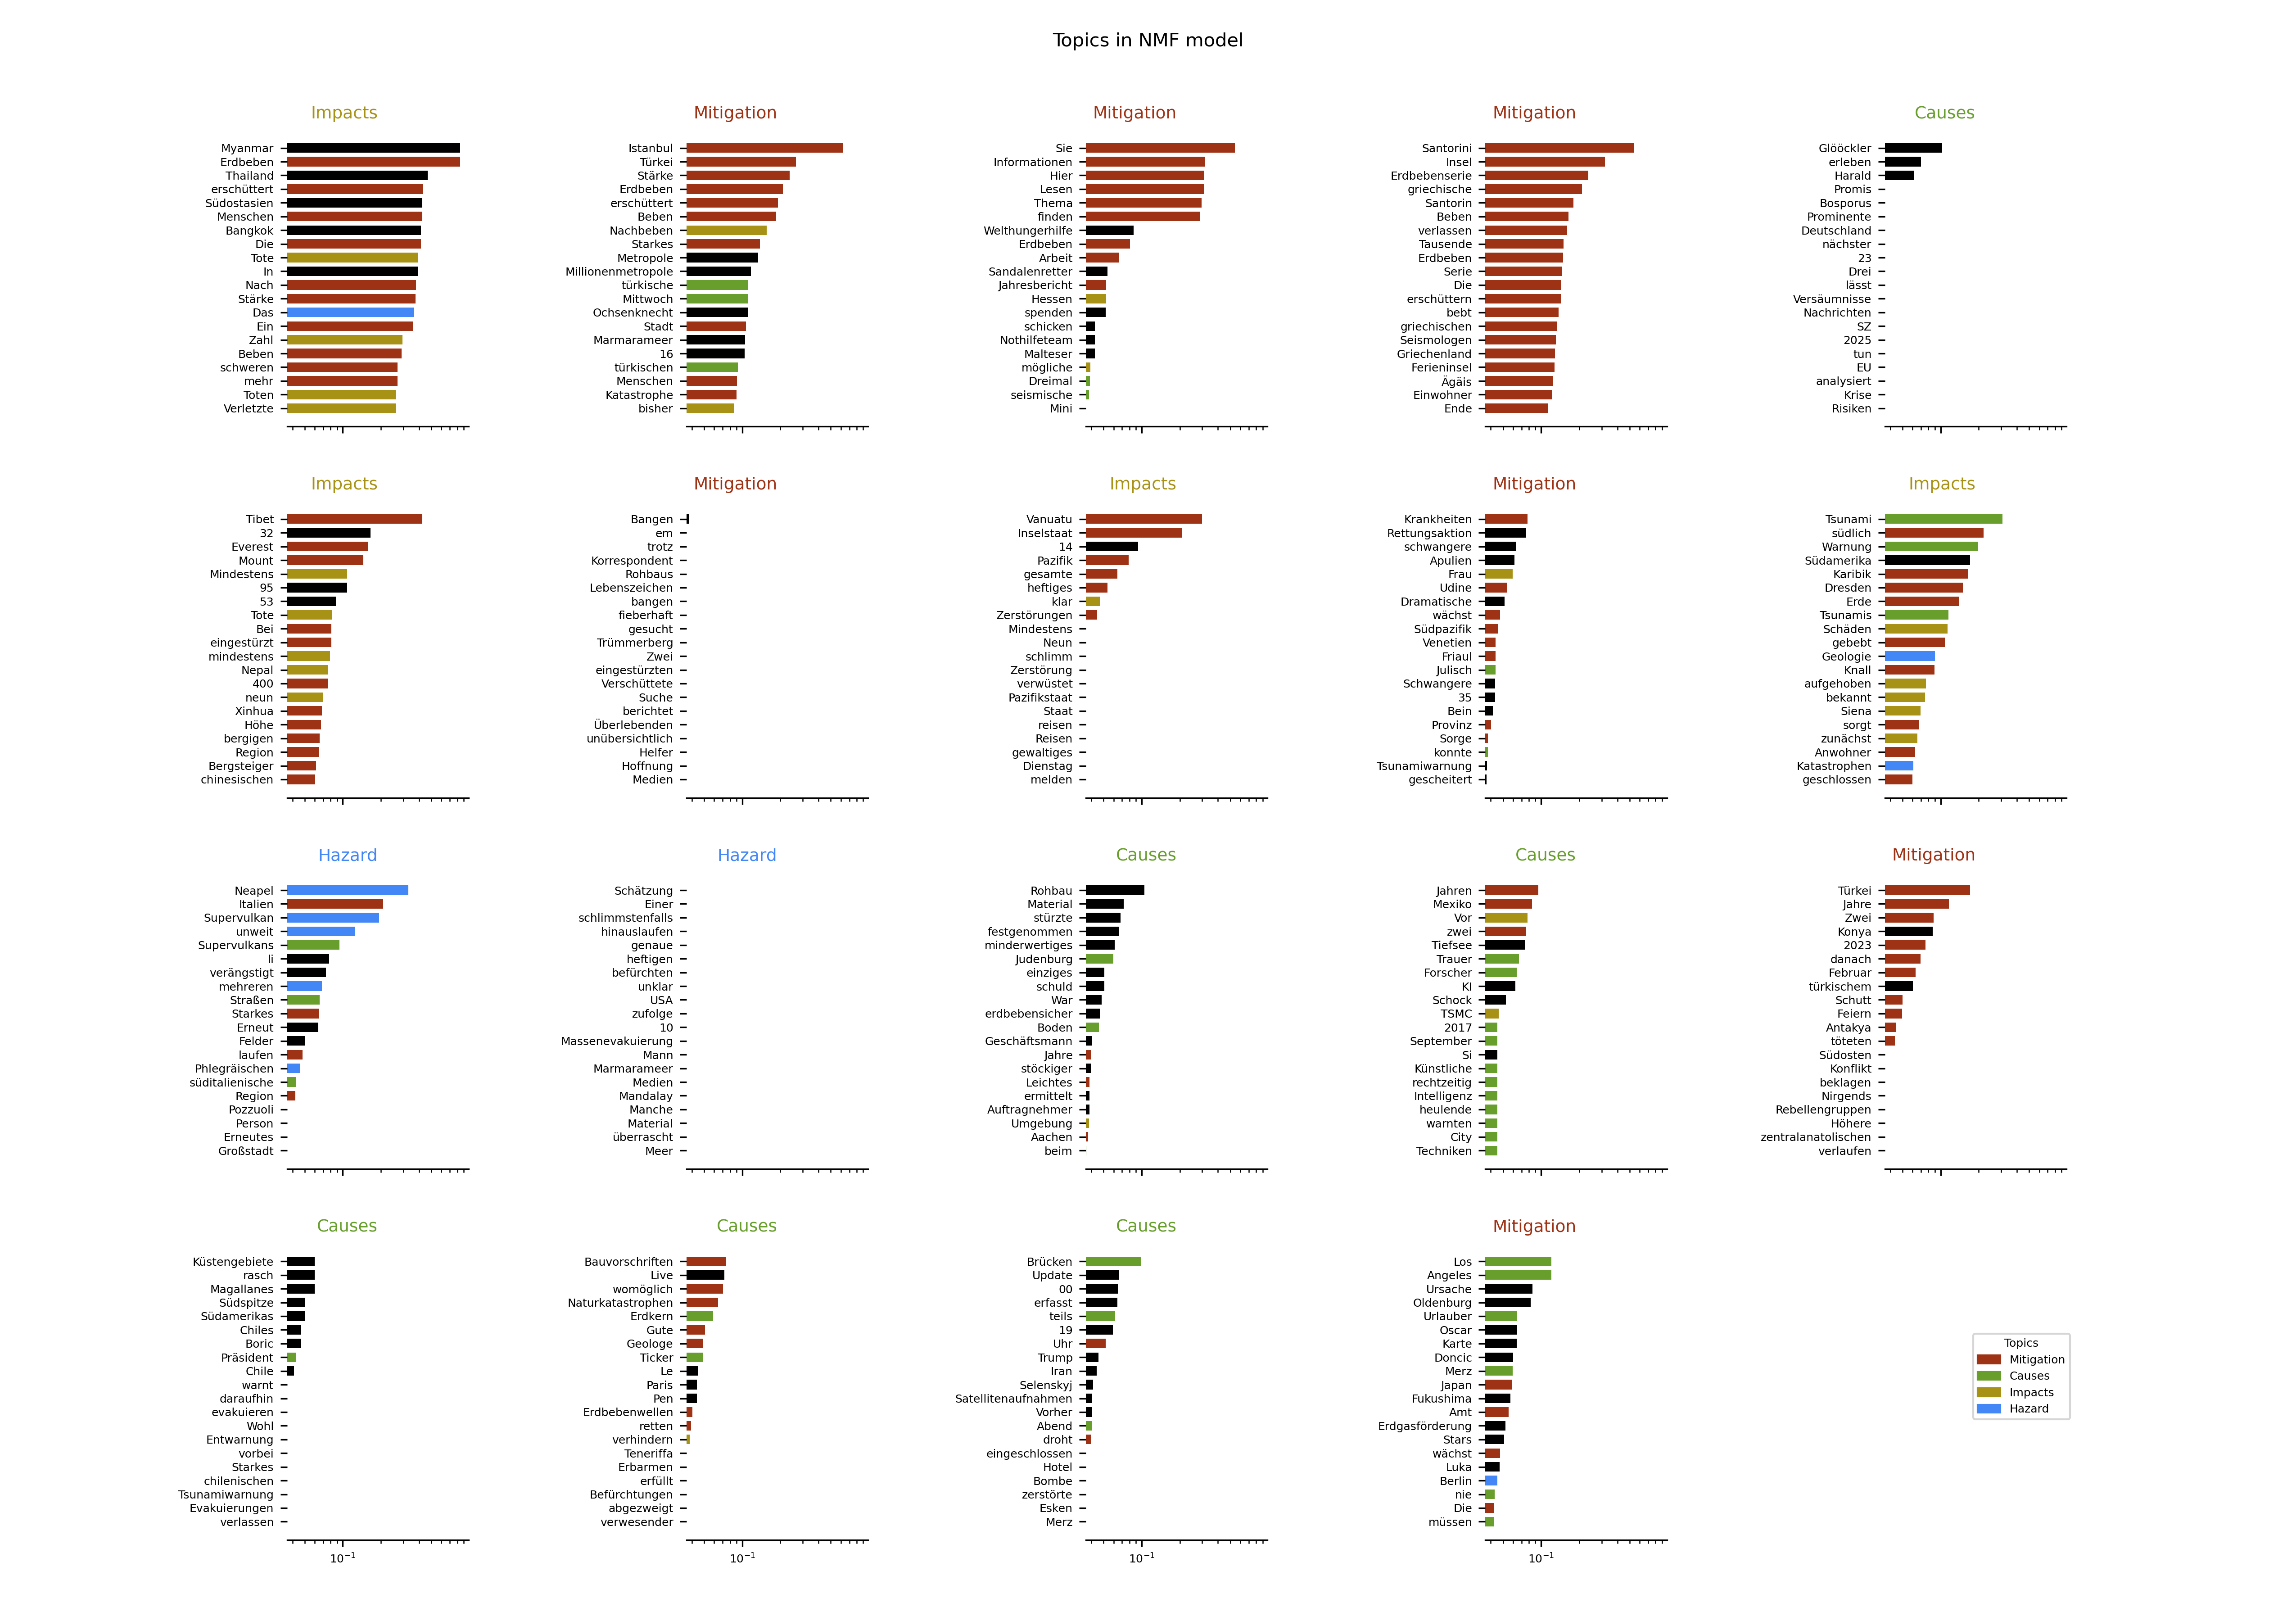 Topics in NMF model
Impacts
Myanmar
Erdbeben
Thailand
erschüttert
Südostasien
Menschen
Bangkok
Die
Tote
In
Nach
Stärke
Das
Ein
Zahl
Beben
schweren
mehr
Toten
Verletzte
Mitigation
Istanbul
Türkei
Stärke
Erdbeben
erschüttert
Beben
Nachbeben
Starkes
Metropole
Millionenmetropole
türkische
Mittwoch
Ochsenknecht
Stadt
Marmarameer
16
türkischen
Menschen
Katastrophe
bisher
Mitigation
Sie
Informationen
Hier
Lesen
Thema
finden
Welthungerhilfe
Erdbeben
Arbeit
Sandalenretter
Jahresbericht
Hessen
spenden
schicken
Nothilfeteam
Malteser
mögliche
Dreimal
seismische
Mini
Mitigation
Santorini
Insel
Erdbebenserie
griechische
Santorin
Beben
verlassen
Tausende
Erdbeben
Serie
Die
erschüttern
bebt
griechischen
Seismologen
Griechenland
Ferieninsel
Ägäis
Einwohner
Ende
Causes
Glööckler
erleben
Harald
Promis
Bosporus
Prominente
Deutschland
nächster
23
Drei
lässt
Versäumnisse
Nachrichten
SZ
2025
tun
EU
analysiert
Krise
Risiken
Impacts
Tibet
32
Everest
Mount
Mindestens
95
53
Tote
Bei
eingestürzt
mindestens
Nepal
400
neun
Xinhua
Höhe
bergigen
Region
Bergsteiger
chinesischen
Mitigation
Bangen
em
trotz
Korrespondent
Rohbaus
Lebenszeichen
bangen
fieberhaft
gesucht
Trümmerberg
Zwei
eingestürzten
Verschüttete
Suche
berichtet
Überlebenden
unübersichtlich
Helfer
Hoffnung
Medien
Impacts
Vanuatu
Inselstaat
14
Pazifik
gesamte
heftiges
klar
Zerstörungen
Mindestens
Neun
schlimm
Zerstörung
verwüstet
Pazifikstaat
Staat
reisen
Reisen
gewaltiges
Dienstag
melden
Mitigation
Krankheiten
Rettungsaktion
schwangere
Apulien
Frau
Udine
Dramatische
wächst
Südpazifik
Venetien
Friaul
Julisch
Schwangere
35
Bein
Provinz
Sorge
konnte
Tsunamiwarnung
gescheitert
Impacts
Tsunami
südlich
Warnung
Südamerika
Karibik
Dresden
Erde
Tsunamis
Schäden
gebebt
Geologie
Knall
aufgehoben
bekannt
Siena
sorgt
zunächst
Anwohner
Katastrophen
geschlossen
Hazard
Neapel
Italien
Supervulkan
unweit
Supervulkans
li
verängstigt
mehreren
Straßen
Starkes
Erneut
Felder
laufen
Phlegräischen
süditalienische
Region
Pozzuoli
Person
Erneutes
Großstadt
Hazard
Schätzung
Einer
schlimmstenfalls
hinauslaufen
genaue
heftigen
befürchten
unklar
USA
zufolge
10
Massenevakuierung
Mann
Marmarameer
Medien
Mandalay
Manche
Material
überrascht
Meer
Causes
Rohbau
Material
stürzte
festgenommen
minderwertiges
Judenburg
einziges
schuld
War
erdbebensicher
Boden
Geschäftsmann
Jahre
stöckiger
Leichtes
ermittelt
Auftragnehmer
Umgebung
Aachen
beim
Causes
Jahren
Mexiko
Vor
zwei
Tiefsee
Trauer
Forscher
KI
Schock
TSMC
2017
September
Si
Künstliche
rechtzeitig
Intelligenz
heulende
warnten
City
Techniken
Mitigation
Türkei
Jahre
Zwei
Konya
2023
danach
Februar
türkischem
Schutt
Feiern
Antakya
töteten
Südosten
Konflikt
beklagen
Nirgends
Rebellengruppen
Höhere
zentralanatolischen
verlaufen
Causes
Küstengebiete
rasch
Magallanes
Südspitze
Südamerikas
Chiles
Boric
Präsident
Chile
warnt
daraufhin
evakuieren
Wohl
Entwarnung
vorbei
Starkes
chilenischen
Tsunamiwarnung
Evakuierungen
verlassen
10⁻¹
Causes
Bauvorschriften
Live
womöglich
Naturkatastrophen
Erdkern
Gute
Geologe
Ticker
Le
Paris
Pen
Erdbebenwellen
retten
verhindern
Teneriffa
Erbarmen
erfüllt
Befürchtungen
abgezweigt
verwesender
10⁻¹
Causes
Brücken
Update
00
erfasst
teils
19
Uhr
Trump
Iran
Selenskyj
Satellitenaufnahmen
Vorher
Abend
droht
eingeschlossen
Hotel
Bombe
zerstörte
Esken
Merz
10⁻¹
Mitigation
Los
Angeles
Ursache
Oldenburg
Urlauber
Oscar
Karte
Doncic
Merz
Japan
Fukushima
Amt
Erdgasförderung
Stars
wächst
Luka
Berlin
nie
Die
müssen
10⁻¹
Topics
Mitigation
Causes
Impacts
Hazard